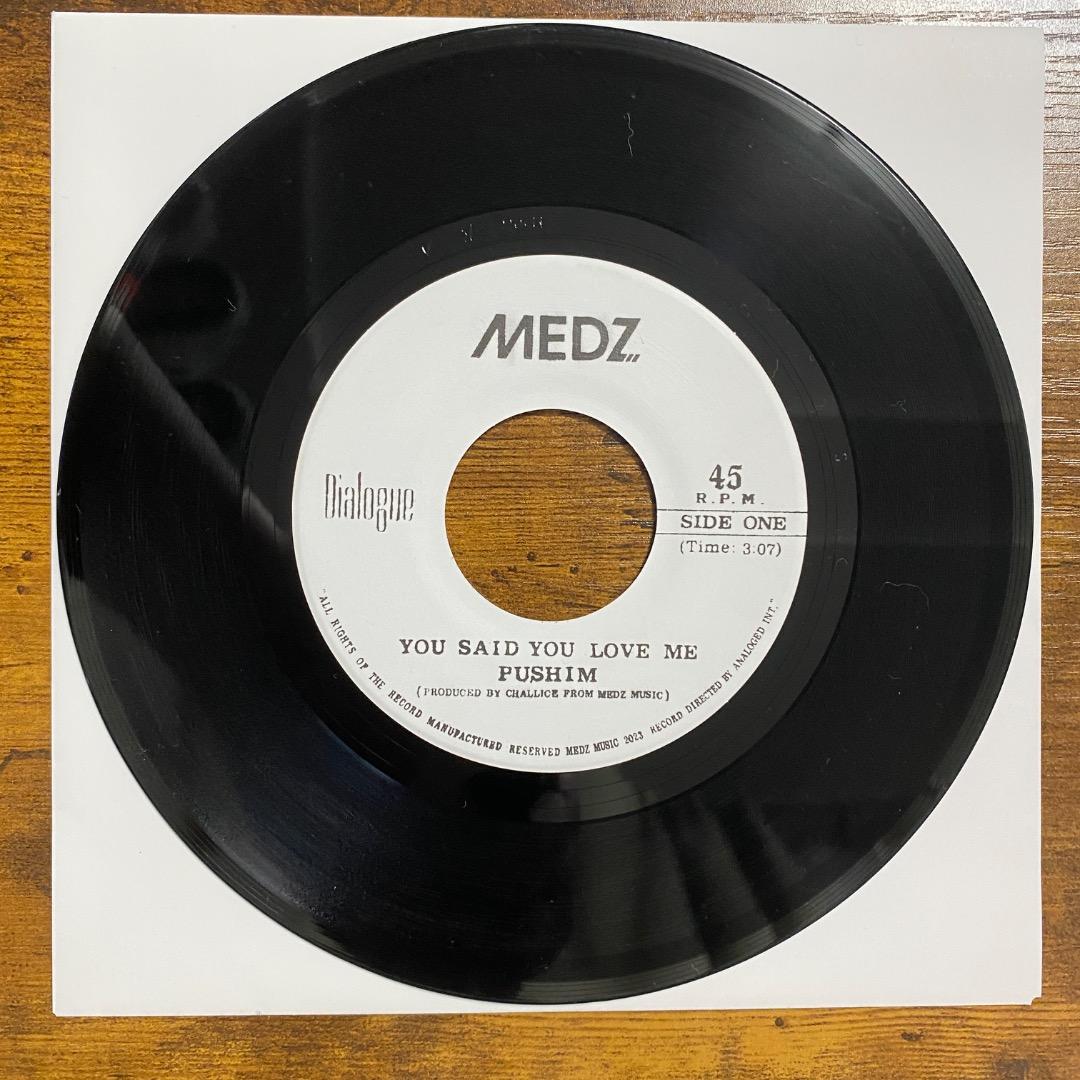 MEDZ
Dialogue
45
R.P.M.
SIDE ONE
(Time: 3:07)
YOU SAID YOU LOVE ME
PUSHIM
(PRODUCED BY CHALLICE FROM MEDZ MUSIC)
"ALL RIGHTS OF THE RECORD MANUFACTURED RESERVED MEDZ MUSIC 2023 RECORD DIRECTED BY ANALOGED INT."